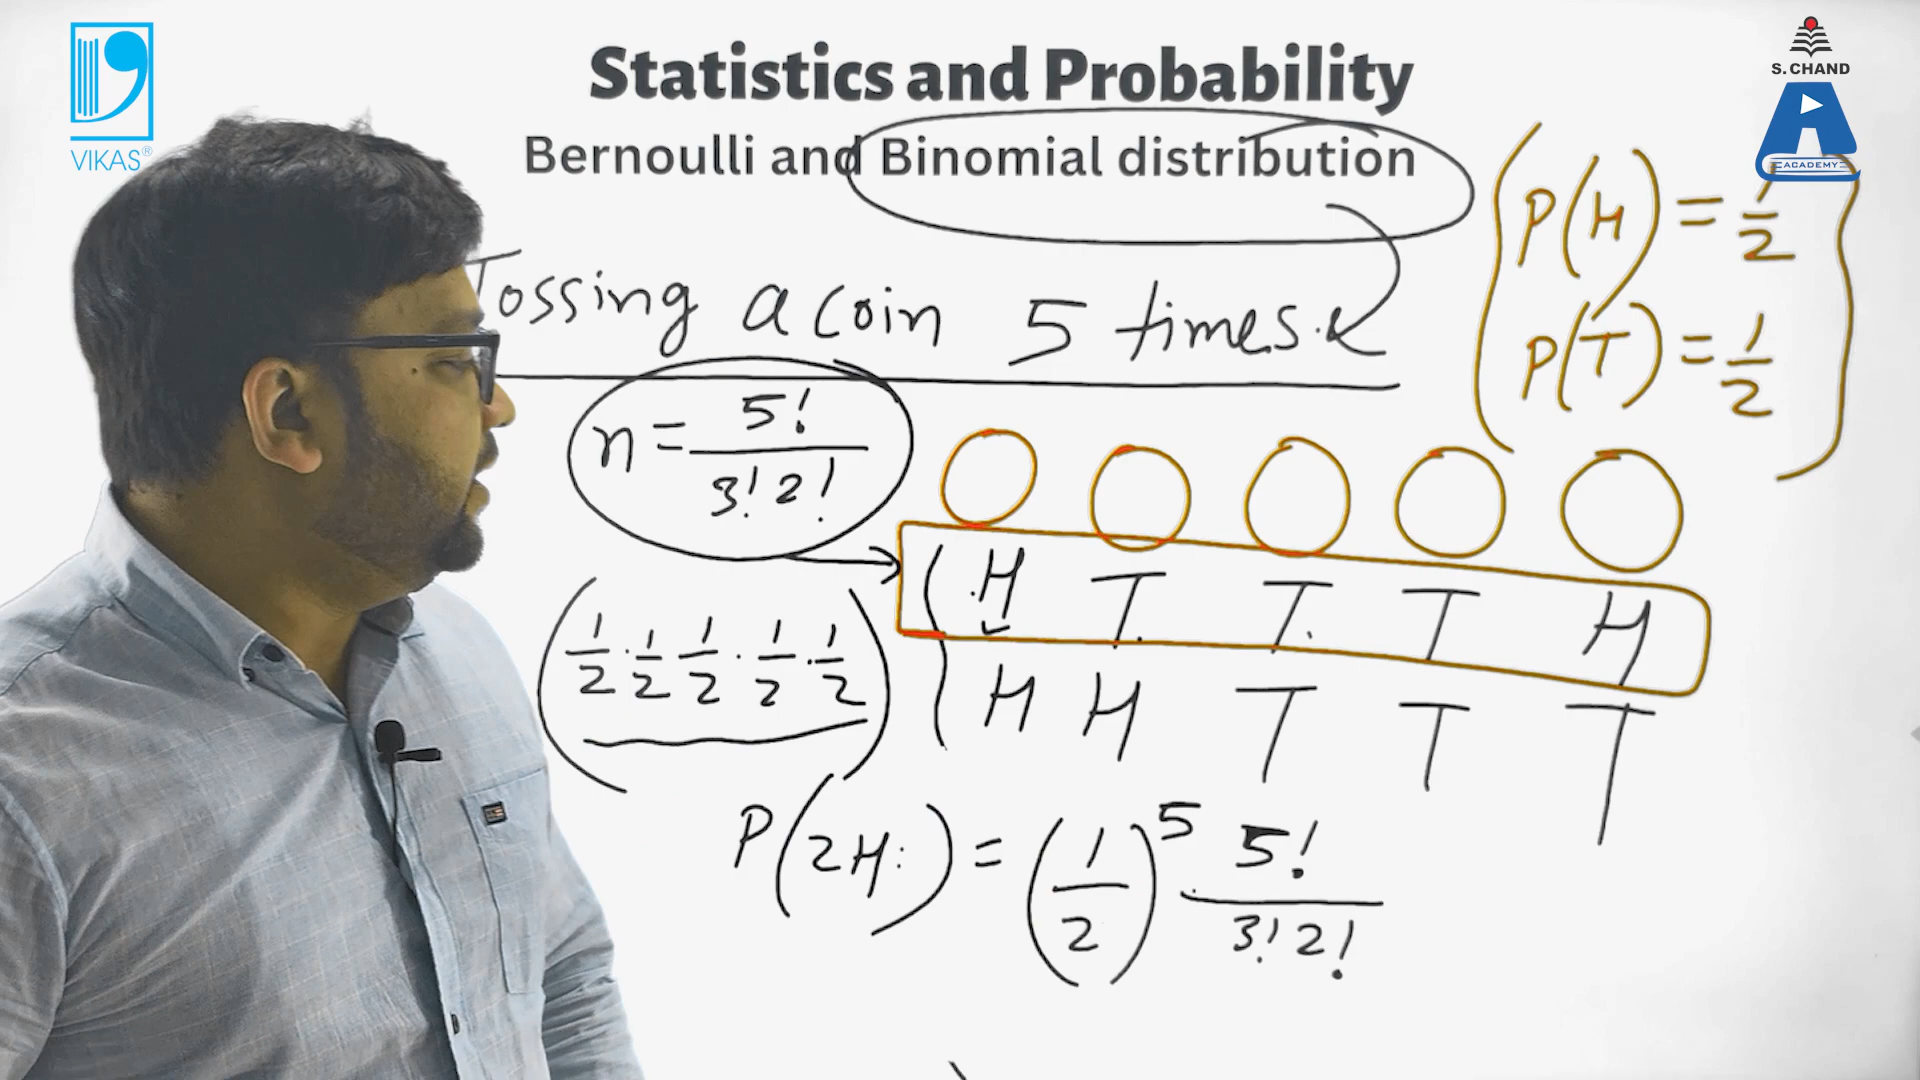 VIKAS®
S. CHAND
ACADEMY
Statistics and Probability
Bernoulli and Binomial distribution
Tossing a coin 5 times.
P(H) = 1/2
P(T) = 1/2
n = 5!/3!2!
H T T T H
(1/2 · 1/2 · 1/2 · 1/2 · 1/2)
H H T T T
P(2H:) = (1/2)^5 5!/3!2!